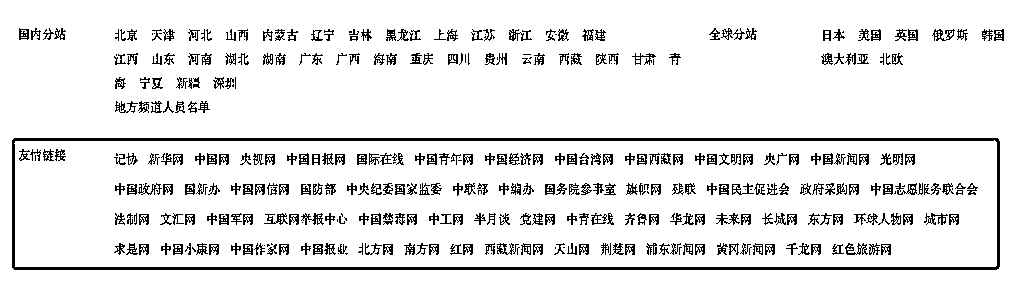 国内分站 北京 天津 河北 山西 内蒙古 辽宁 吉林 黑龙江 上海 江苏 浙江 安徽 福建 全球分站 日本 美国 英国 俄罗斯 韩国
江西 山东 河南 湖北 湖南 广东 广西 海南 重庆 四川 贵州 云南 西藏 陕西 甘肃 青 澳大利亚 北欧
海 宁夏 新疆 深圳
地方频道人员名单
友情链接 记协 新华网 中国网 央视网 中国日报网 国际在线 中国青年网 中国经济网 中国台湾网 中国西藏网 中国文明网 央广网 中国新闻网 光明网
中国政府网 国新办 中国网信网 国防部 中央纪委国家监委 中联部 中编办 国务院参事室 旗帜网 残联 中国民主促进会 政府采购网 中国志愿服务联合会
法制网 文汇网 中国军网 互联网举报中心 中国禁毒网 中工网 半月谈 党建网 中青在线 齐鲁网 华龙网 未来网 长城网 东方网 环球人物网 城市网
求是网 中国小康网 中国作家网 中国报业 北方网 南方网 红网 西藏新闻网 天山网 荆楚网 浦东新闻网 黄冈新闻网 千龙网 红色旅游网